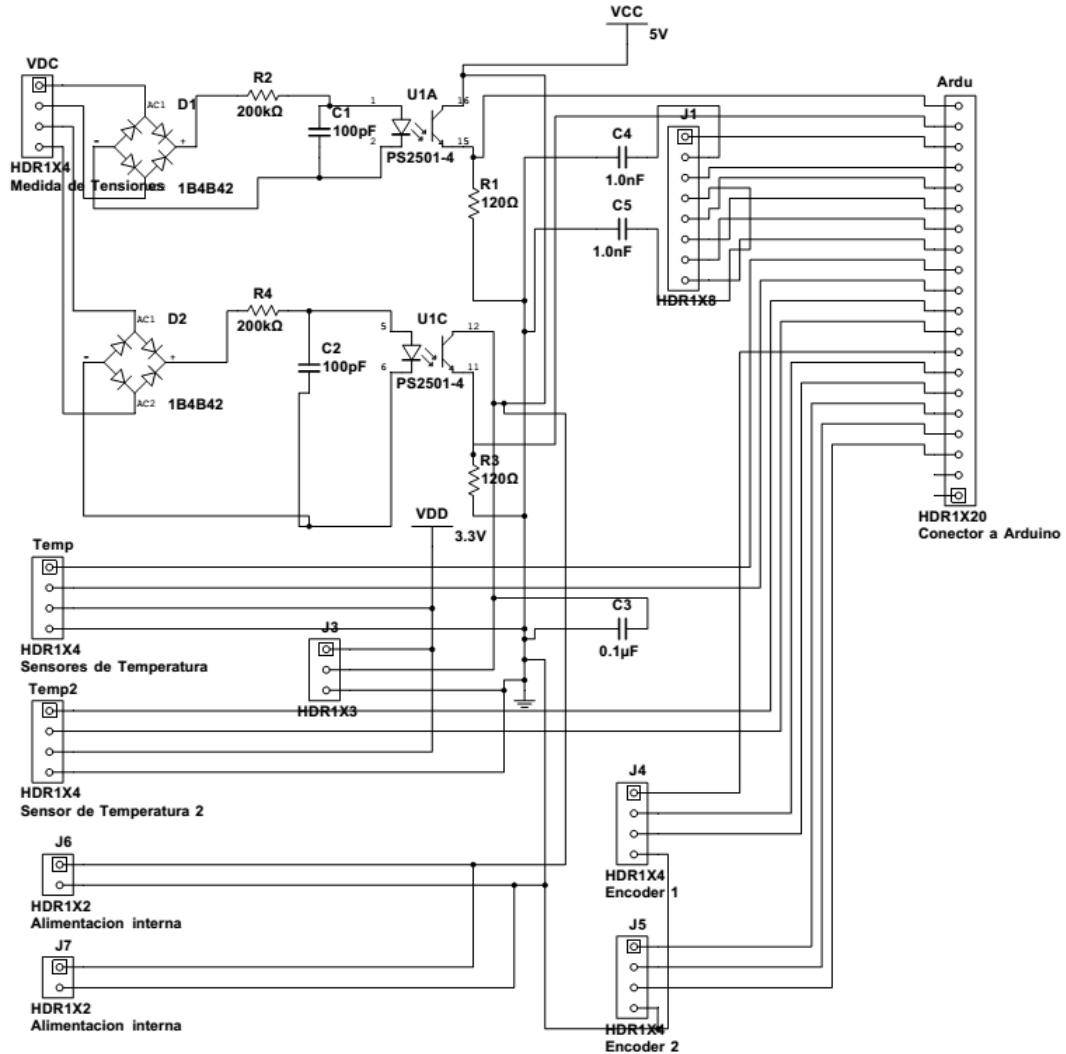 VCC
5V
VDC
HDR1X4
Medida de Tensiones
AC1
D1
-
+
1B4B42
R2
200kΩ
C1
100pF
1
2
U1A
16
15
PS2501-4
R1
120Ω
C4
1.0nF
C5
1.0nF
J1
HDR1X8
Ardu
HDR1X20
Conector a Arduino
AC1
D2
-
+
AC2
1B4B42
R4
200kΩ
C2
100pF
5
6
U1C
12
11
PS2501-4
R3
120Ω
VDD
3.3V
Temp
HDR1X4
Sensores de Temperatura
J3
HDR1X3
C3
0.1µF
Temp2
HDR1X4
Sensor de Temperatura 2
J4
HDR1X4
Encoder 1
J6
HDR1X2
Alimentacion interna
J5
HDR1X4
Encoder 2
J7
HDR1X2
Alimentacion interna